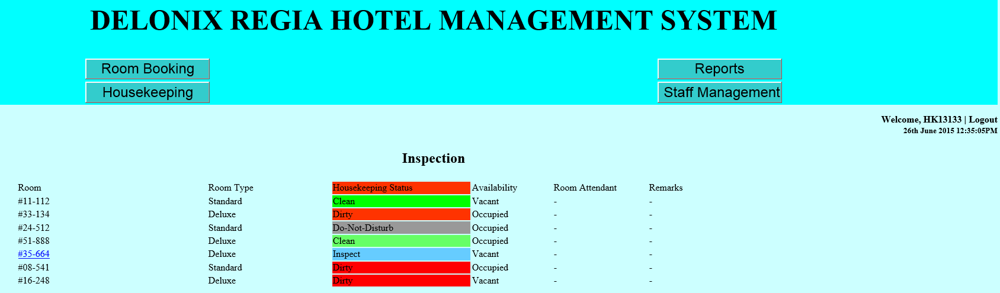 DELONIX REGIA HOTEL MANAGEMENT SYSTEM
Room Booking Reports
Housekeeping Staff Management
Welcome, HK13133 | Logout
26th June 2015 12:35:05PM
Inspection
Room Room Type Housekeeping Status Availability Room Attendant Remarks
#11-112 Standard Clean Vacant - -
#33-134 Deluxe Dirty Occupied - -
#24-512 Standard Do-Not-Disturb Occupied - -
#51-888 Deluxe Clean Occupied - -
#35-664 Deluxe Inspect Vacant - -
#08-541 Standard Dirty Occupied - -
#16-248 Deluxe Dirty Vacant - -